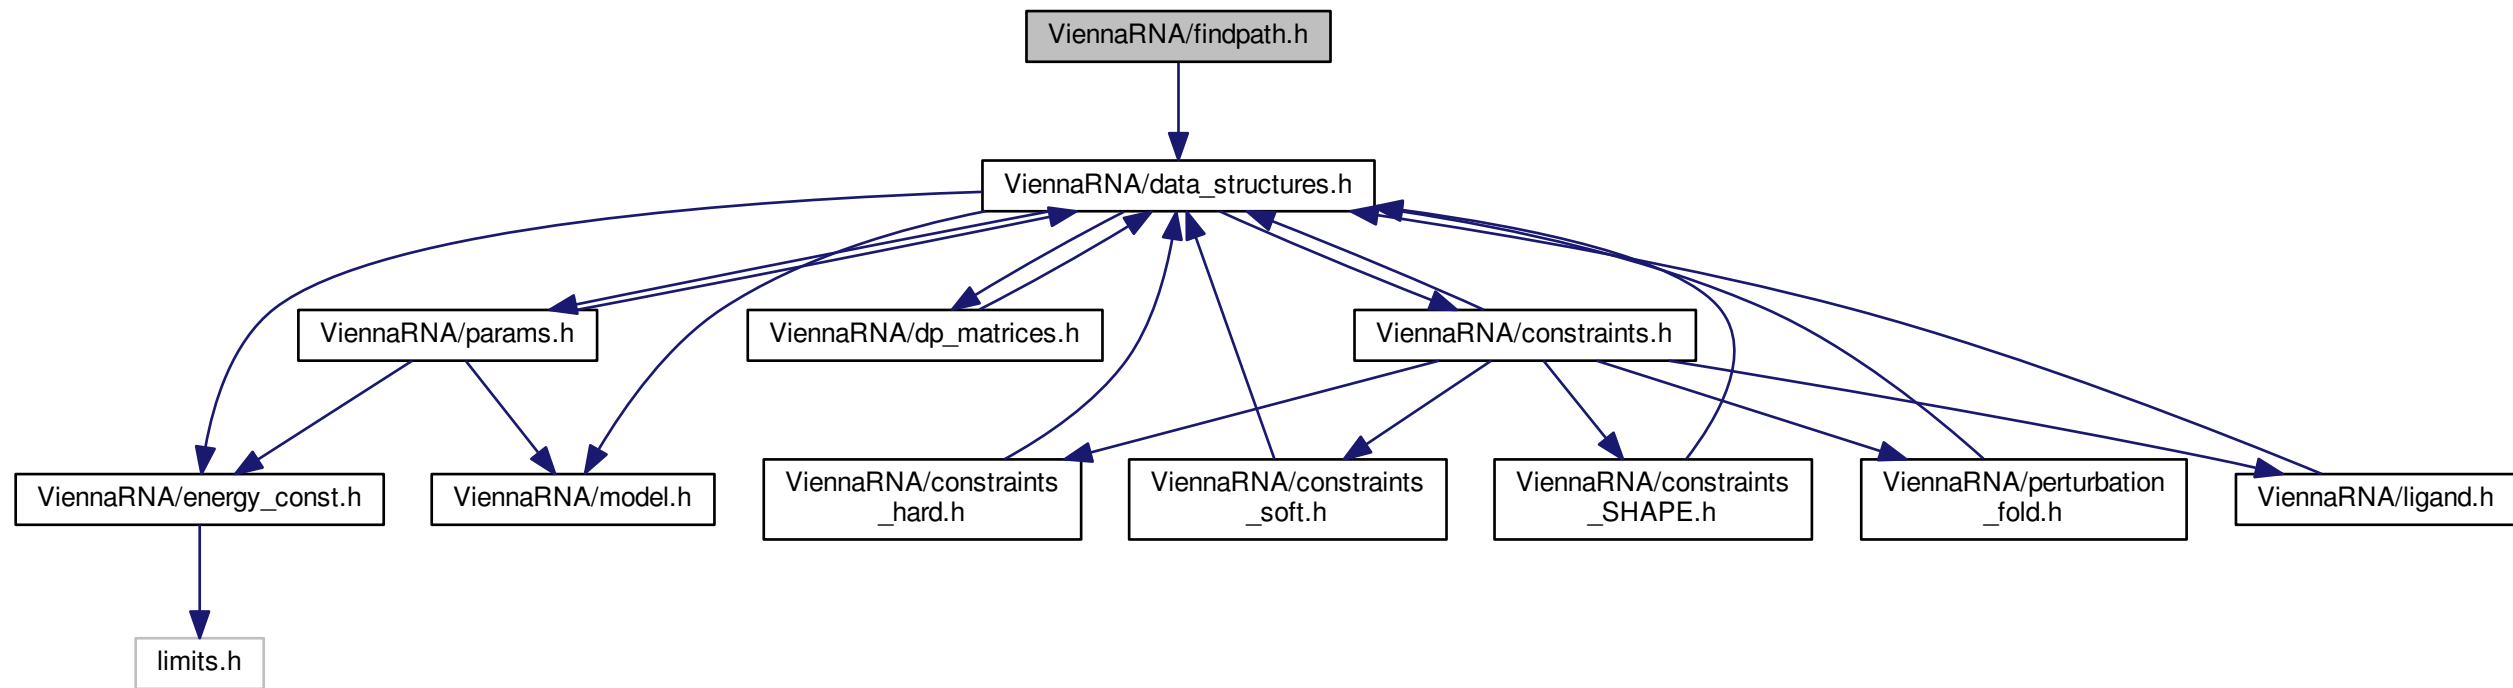 ViennaRNA/findpath.h
ViennaRNA/data_structures.h
ViennaRNA/params.h
ViennaRNA/dp_matrices.h
ViennaRNA/constraints.h
ViennaRNA/energy_const.h
ViennaRNA/model.h
ViennaRNA/constraints
_hard.h
ViennaRNA/constraints
_soft.h
ViennaRNA/constraints
_SHAPE.h
ViennaRNA/perturbation
_fold.h
ViennaRNA/ligand.h
limits.h